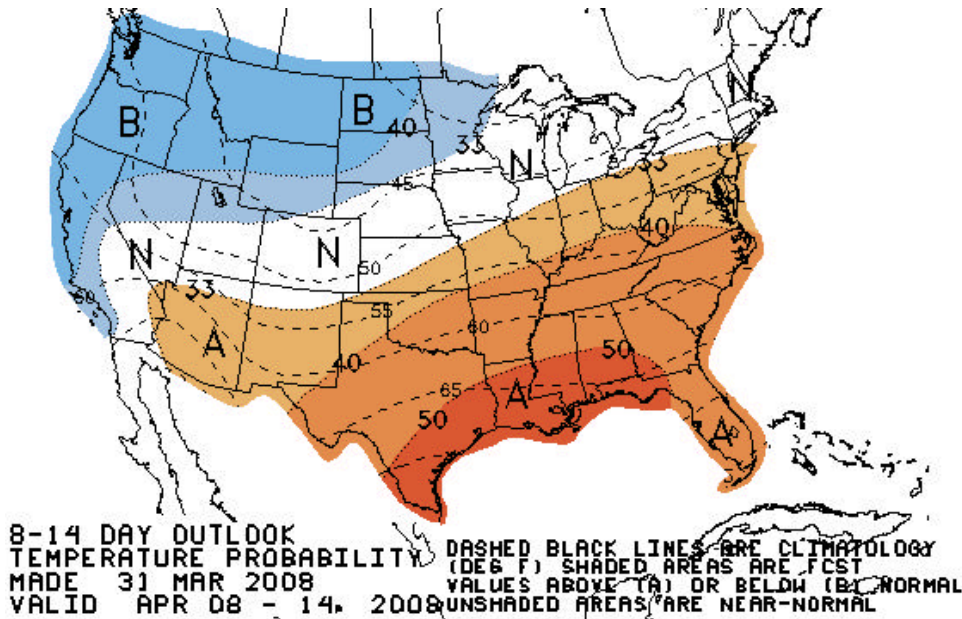 B
B
40
33
N
N
45
33
40
N
N
50
33
60
55
60
A
40
50
65
50
A
A
8-14 DAY OUTLOOK
TEMPERATURE PROBABILITY
MADE 31 MAR 2008
VALID APR 08 - 14, 2008
DASHED BLACK LINES ARE CLIMATOLOGY
(DEG F) SHADED AREAS ARE FCST
VALUES ABOVE (A) OR BELOW (B) NORMAL
UNSHADED AREAS ARE NEAR-NORMAL